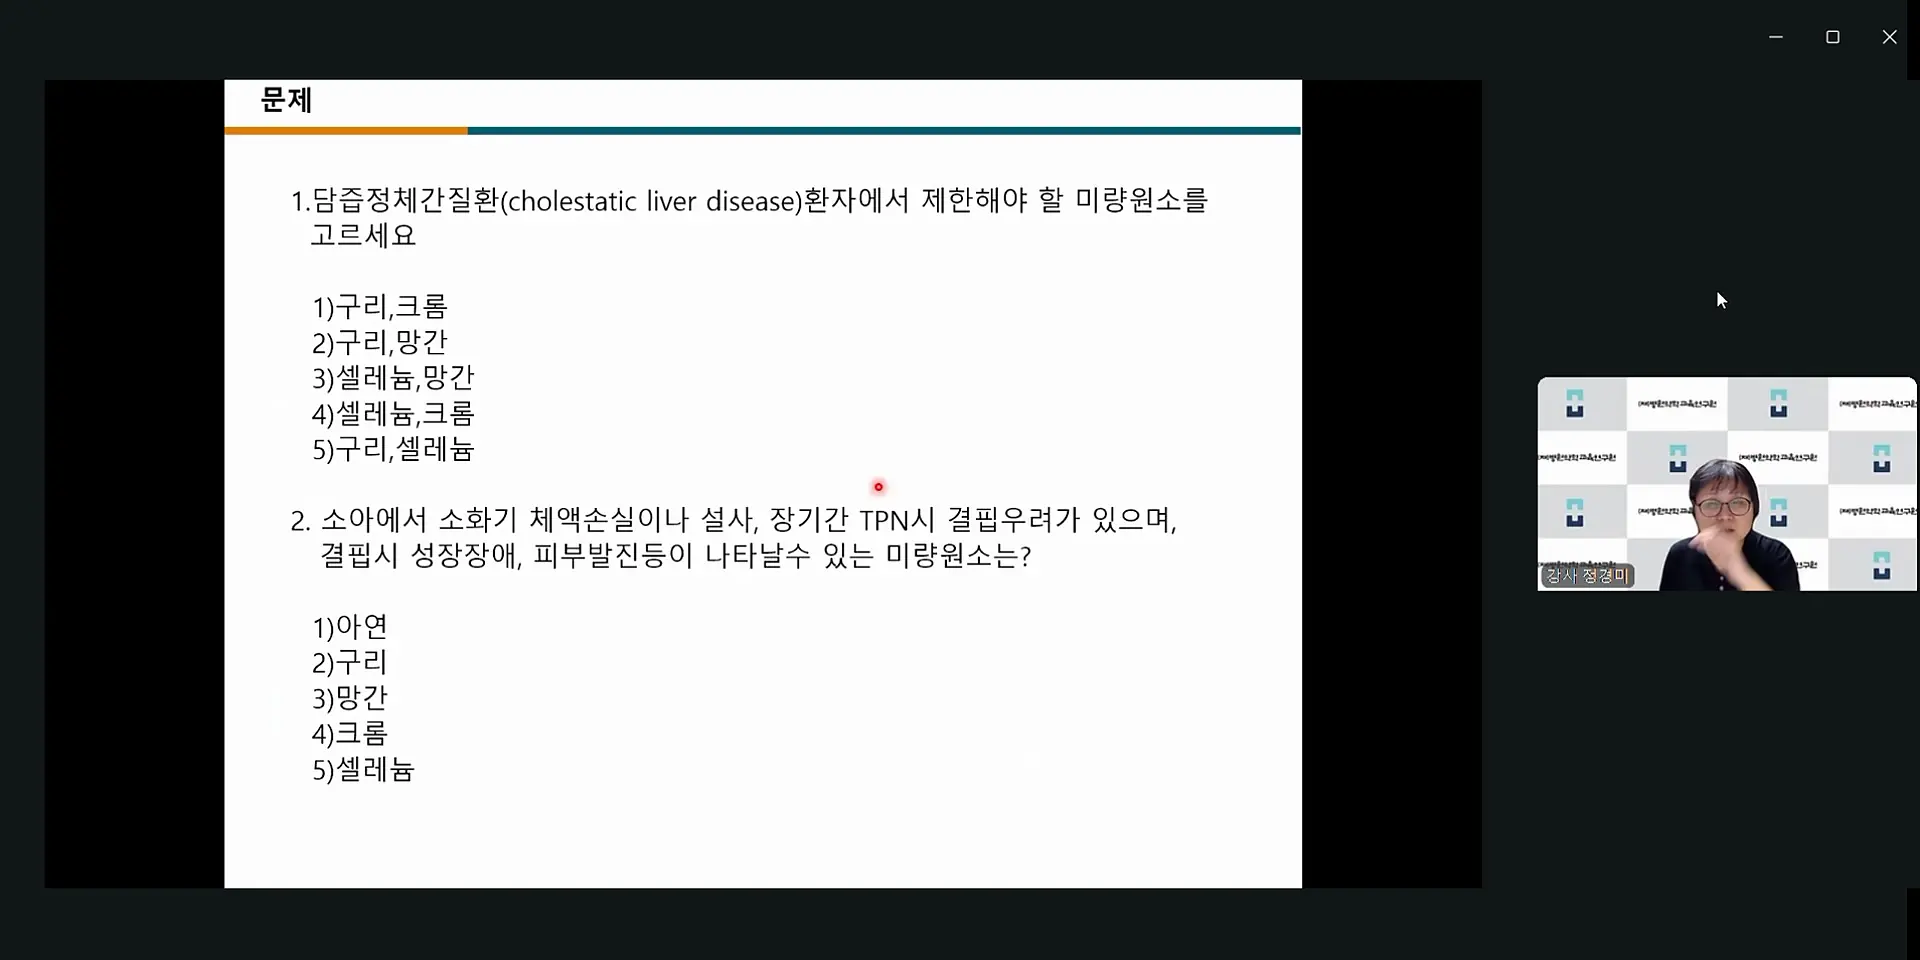 문제
1.담즙정체간질환(cholestatic liver disease)환자에서 제한해야 할 미량원소를
고르세요
1)구리,크롬
2)구리,망간
3)셀레늄,망간
4)셀레늄,크롬
5)구리,셀레늄
2. 소아에서 소화기 체액손실이나 설사, 장기간 TPN시 결핍우려가 있으며,
결핍시 성장장애, 피부발진등이 나타날수 있는 미량원소는?
1)아연
2)구리
3)망간
4)크롬
5)셀레늄
강사 정경미